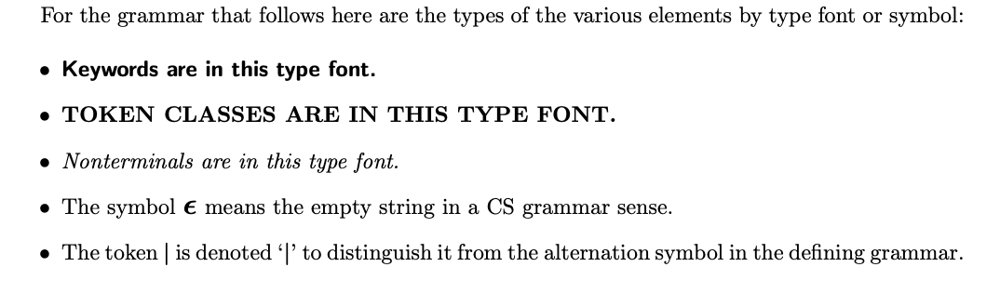 For the grammar that follows here are the types of the various elements by type font or symbol:
• Keywords are in this type font.
• TOKEN CLASSES ARE IN THIS TYPE FONT.
• Nonterminals are in this type font.
• The symbol ϵ means the empty string in a CS grammar sense.
• The token | is denoted ‘|’ to distinguish it from the alternation symbol in the defining grammar.